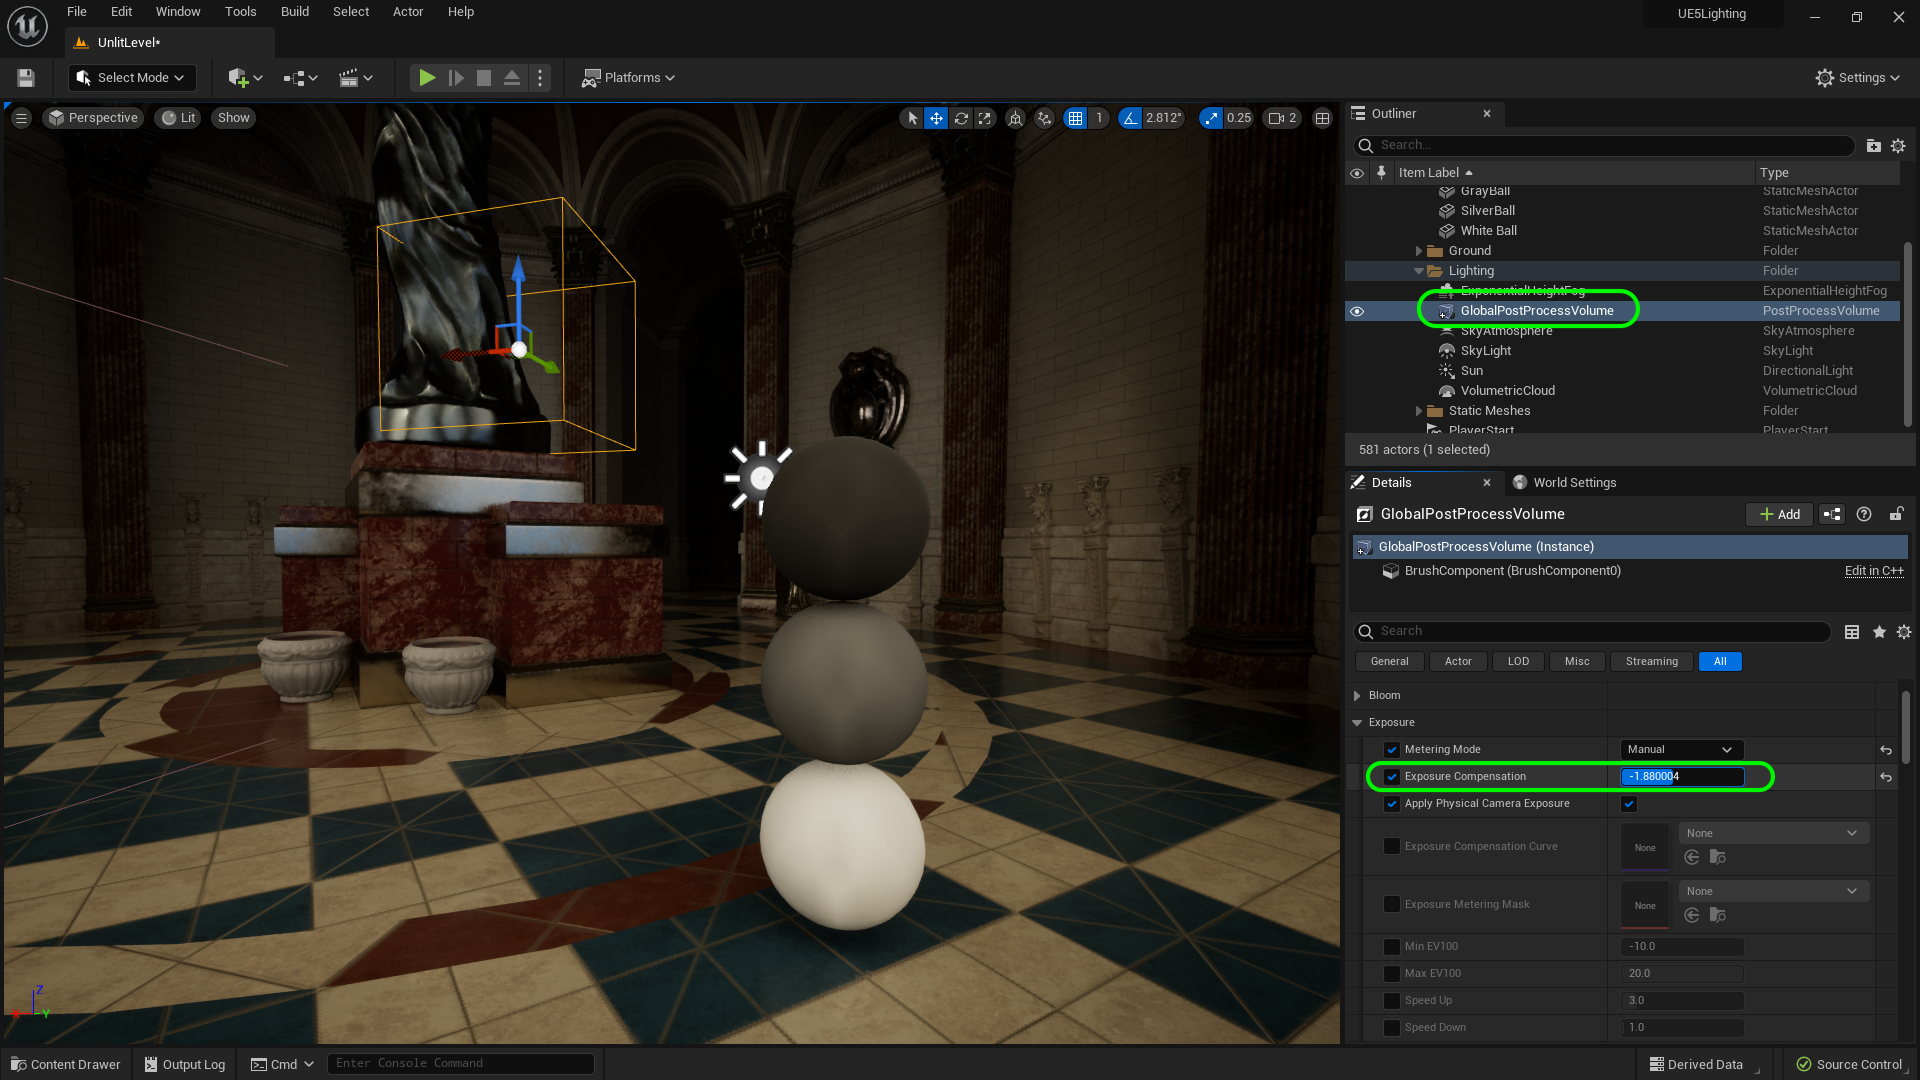 File Edit Window Tools Build Select Actor Help
UE5Lighting
UnlitLevel*
Select Mode
Platforms
Settings
Perspective Lit Show
1 2.812° 0.25 2
Outliner
Search...
Item Label Type
GrayBall StaticMeshActor
SilverBall StaticMeshActor
White Ball StaticMeshActor
Ground Folder
Lighting Folder
ExponentialHeightFog ExponentialHeightFog
GlobalPostProcessVolume PostProcessVolume
SkyAtmosphere SkyAtmosphere
SkyLight SkyLight
Sun DirectionalLight
VolumetricCloud VolumetricCloud
Static Meshes Folder
PlayerStart PlayerStart
581 actors (1 selected)
Details World Settings
GlobalPostProcessVolume
Add
GlobalPostProcessVolume (Instance)
BrushComponent (BrushComponent0) Edit in C++
Search
General Actor LOD Misc Streaming All
Bloom
Exposure
Metering Mode Manual
Exposure Compensation -1.880004
Apply Physical Camera Exposure
Exposure Compensation Curve None None
Exposure Metering Mask None None
Min EV100 -10.0
Max EV100 20.0
Speed Up 3.0
Speed Down 1.0
Z
X Y
Content Drawer Output Log Cmd Enter Console Command
Derived Data Source Control